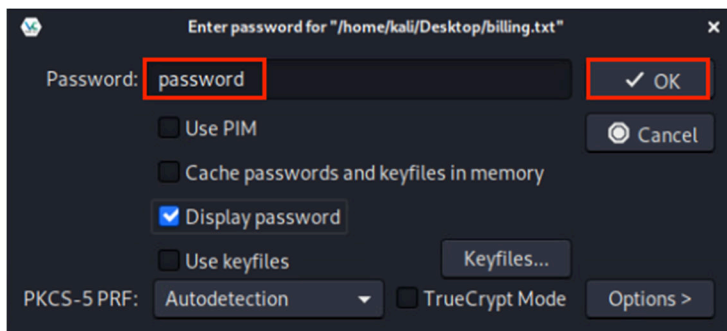 Enter password for "/home/kali/Desktop/billing.txt"
Password: password OK
Use PIM Cancel
Cache passwords and keyfiles in memory
Display password
Use keyfiles Keyfiles...
PKCS-5 PRF: Autodetection TrueCrypt Mode Options >